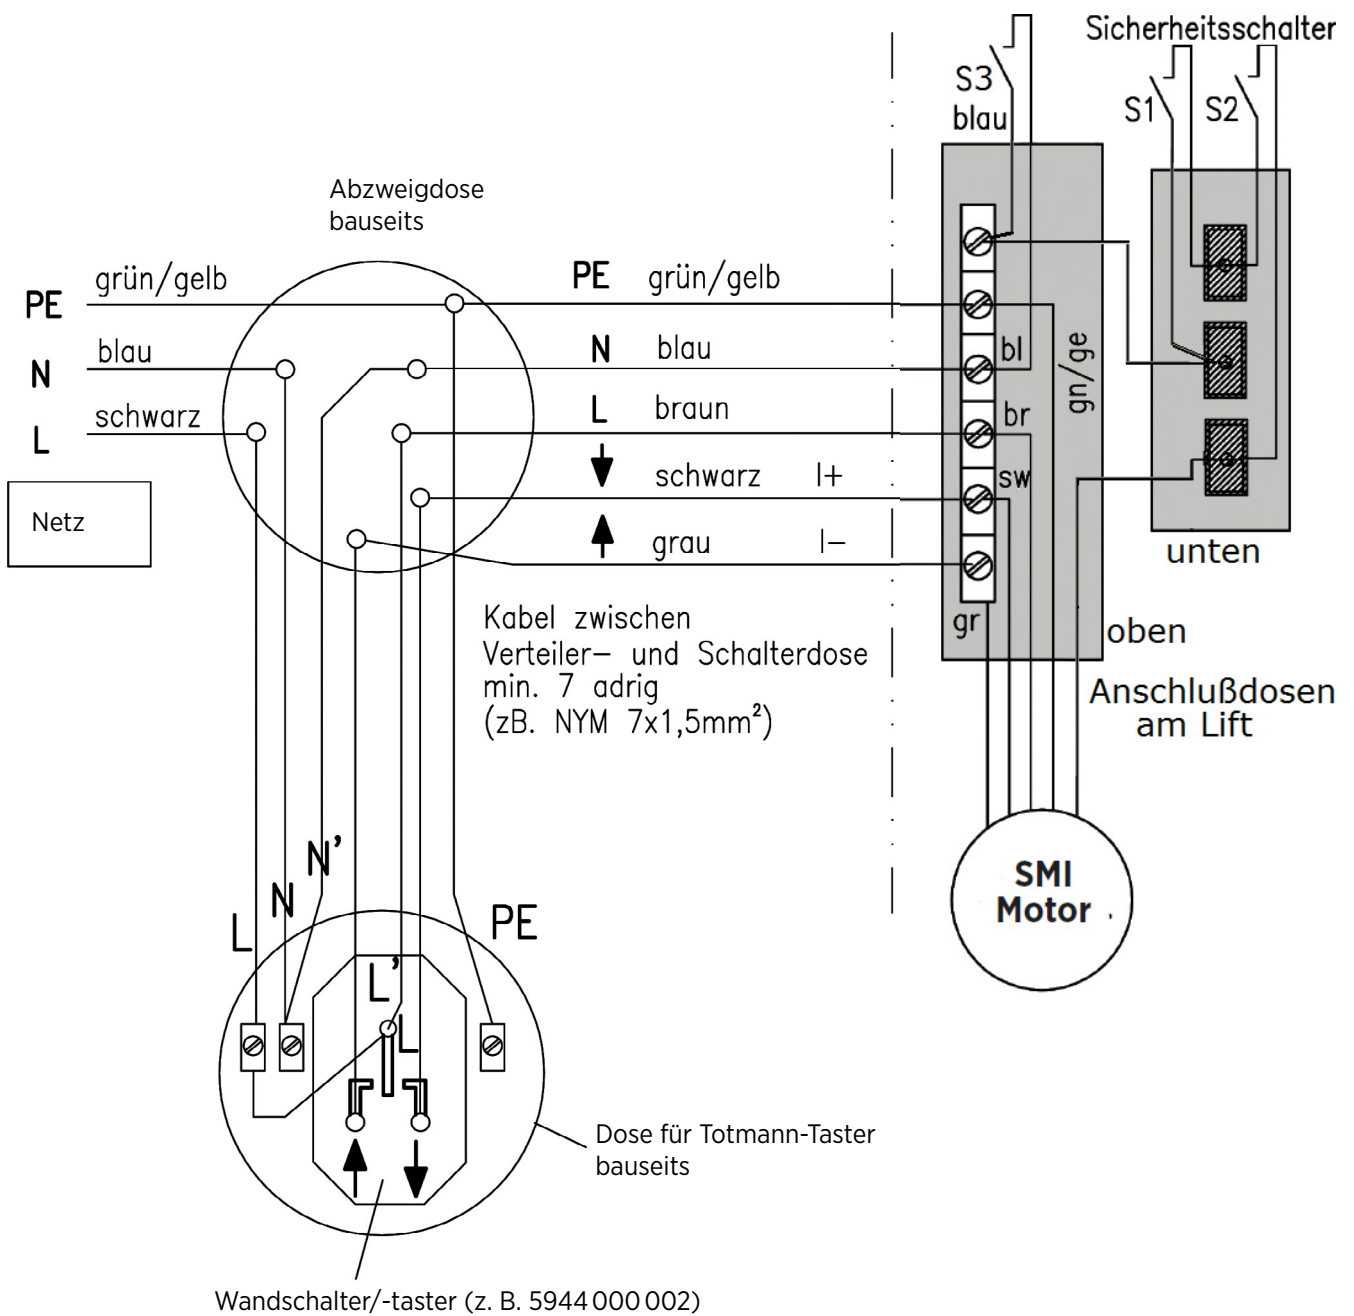 Sicherheitsschalter
S3
S1
S2
blau
Abzweigdose
bauseits
PE
grün/gelb
PE
grün/gelb
N
blau
N
blau
bl
gn/ge
L
schwarz
L
braun
br
schwarz
I+
sw
Netz
grau
I–
unten
Kabel zwischen
Verteiler– und Schalterdose
min. 7 adrig
(zB. NYM 7x1,5mm²)
gr
oben
Anschlußdosen
am Lift
SMI
Motor
L
N
N'
PE
L'
L
Dose für Totmann-Taster
bauseits
Wandschalter/-taster (z. B. 5944 000 002)